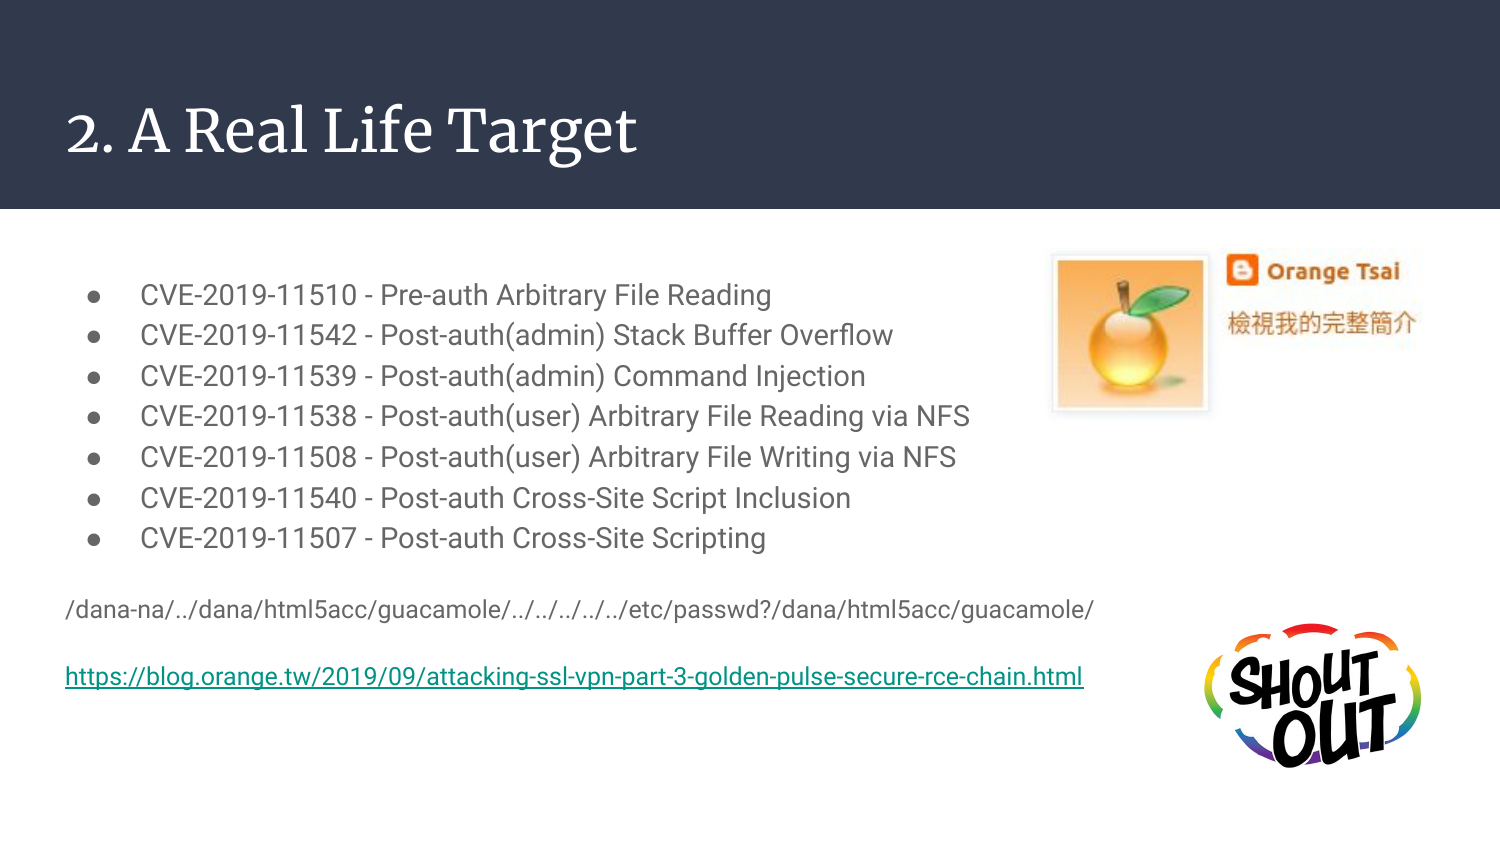 2. A Real Life Target
● CVE-2019-11510 - Pre-auth Arbitrary File Reading
● CVE-2019-11542 - Post-auth(admin) Stack Buffer Overflow
● CVE-2019-11539 - Post-auth(admin) Command Injection
● CVE-2019-11538 - Post-auth(user) Arbitrary File Reading via NFS
● CVE-2019-11508 - Post-auth(user) Arbitrary File Writing via NFS
● CVE-2019-11540 - Post-auth Cross-Site Script Inclusion
● CVE-2019-11507 - Post-auth Cross-Site Scripting
Orange Tsai
檢視我的完整簡介
/dana-na/../dana/html5acc/guacamole/../../../../../etc/passwd?/dana/html5acc/guacamole/
https://blog.orange.tw/2019/09/attacking-ssl-vpn-part-3-golden-pulse-secure-rce-chain.html
SHOUT
OUT